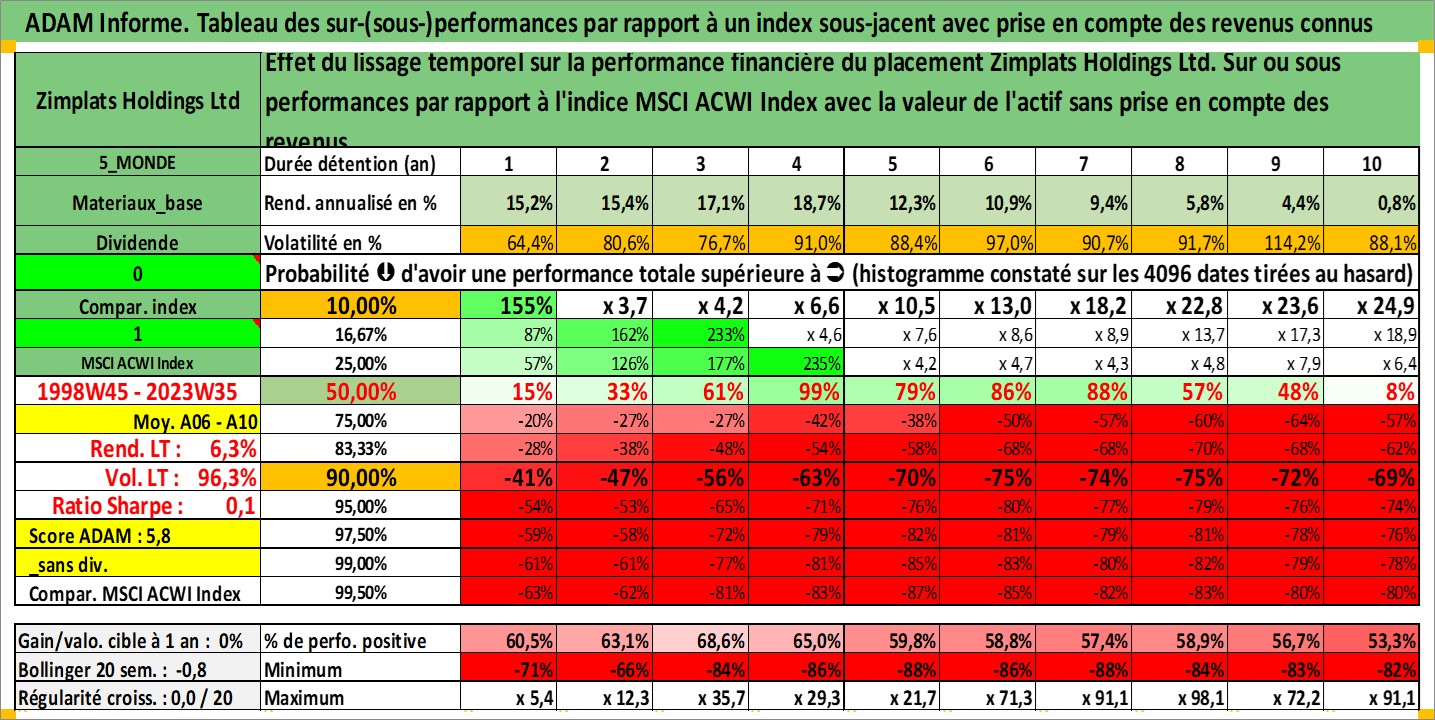 ADAM Informe. Tableau des sur-(sous-)performances par rapport à un index sous-jacent avec prise en compte des revenus connus
Zimplats Holdings Ltd
Effet du lissage temporel sur la performance financière du placement Zimplats Holdings Ltd. Sur ou sous
performances par rapport à l'indice MSCI ACWI Index avec la valeur de l'actif sans prise en compte des
revenus
5_MONDE Durée détention (an) 1 2 3 4 5 6 7 8 9 10
Materiaux_base Rend. annualisé en % 15,2% 15,4% 17,1% 18,7% 12,3% 10,9% 9,4% 5,8% 4,4% 0,8%
Dividende Volatilité en % 64,4% 80,6% 76,7% 91,0% 88,4% 97,0% 90,7% 91,7% 114,2% 88,1%
0 Probabilité ⮋ d'avoir une performance totale supérieure à ⮊ (histogramme constaté sur les 4096 dates tirées au hasard)
Compar. index 10,00% 155% x 3,7 x 4,2 x 6,6 x 10,5 x 13,0 x 18,2 x 22,8 x 23,6 x 24,9
1 16,67% 87% 162% 233% x 4,6 x 7,6 x 8,6 x 8,9 x 13,7 x 17,3 x 18,9
MSCI ACWI Index 25,00% 57% 126% 177% 235% x 4,2 x 4,7 x 4,3 x 4,8 x 7,9 x 6,4
1998W45 - 2023W35 50,00% 15% 33% 61% 99% 79% 86% 88% 57% 48% 8%
Moy. A06 - A10 75,00% -20% -27% -27% -42% -38% -50% -57% -60% -64% -57%
Rend. LT : 6,3% 83,33% -28% -38% -48% -54% -58% -68% -68% -70% -68% -62%
Vol. LT : 96,3% 90,00% -41% -47% -56% -63% -70% -75% -74% -75% -72% -69%
Ratio Sharpe : 0,1 95,00% -54% -53% -65% -71% -76% -80% -77% -79% -76% -74%
Score ADAM : 5,8 97,50% -59% -58% -72% -79% -82% -81% -79% -81% -78% -76%
_sans div. 99,00% -61% -61% -77% -81% -85% -83% -80% -82% -79% -78%
Compar. MSCI ACWI Index 99,50% -63% -62% -81% -83% -87% -85% -82% -83% -80% -80%
Gain/valo. cible à 1 an : 0% % de perfo. positive 60,5% 63,1% 68,6% 65,0% 59,8% 58,8% 57,4% 58,9% 56,7% 53,3%
Bollinger 20 sem. : -0,8 Minimum -71% -66% -84% -86% -88% -86% -88% -84% -83% -82%
Régularité croiss. : 0,0 / 20 Maximum x 5,4 x 12,3 x 35,7 x 29,3 x 21,7 x 71,3 x 91,1 x 98,1 x 72,2 x 91,1